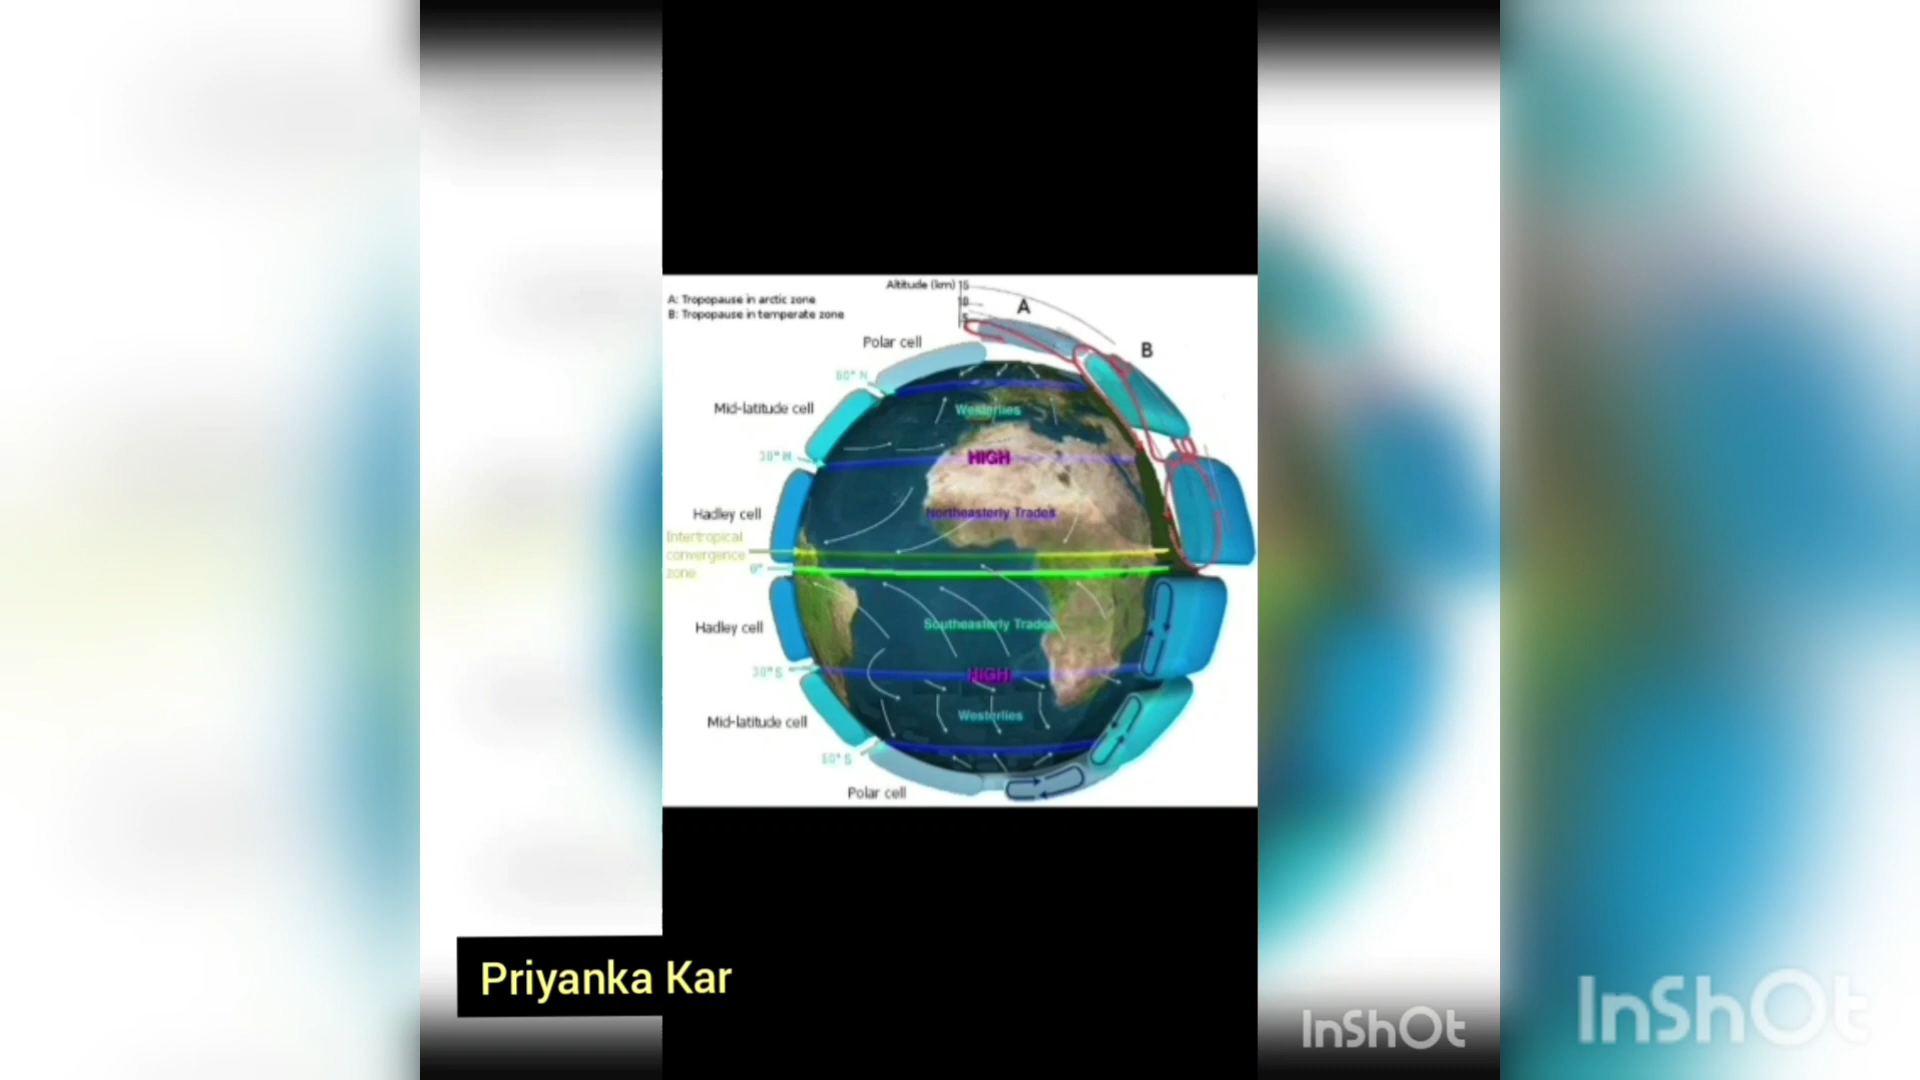 Altitude (km) 15
10
5
A
A: Tropopause in arctic zone
B: Tropopause in temperate zone
B
Polar cell
60° N
Mid-latitude cell
Westerlies
30° N
HIGH
Hadley cell
Northeasterly Trades
Intertropical
convergence
zone
0°
Hadley cell
Southeasterly Trades
30° S
HIGH
Mid-latitude cell
Westerlies
60° S
Polar cell
Priyanka Kar
InShOt
InShOt